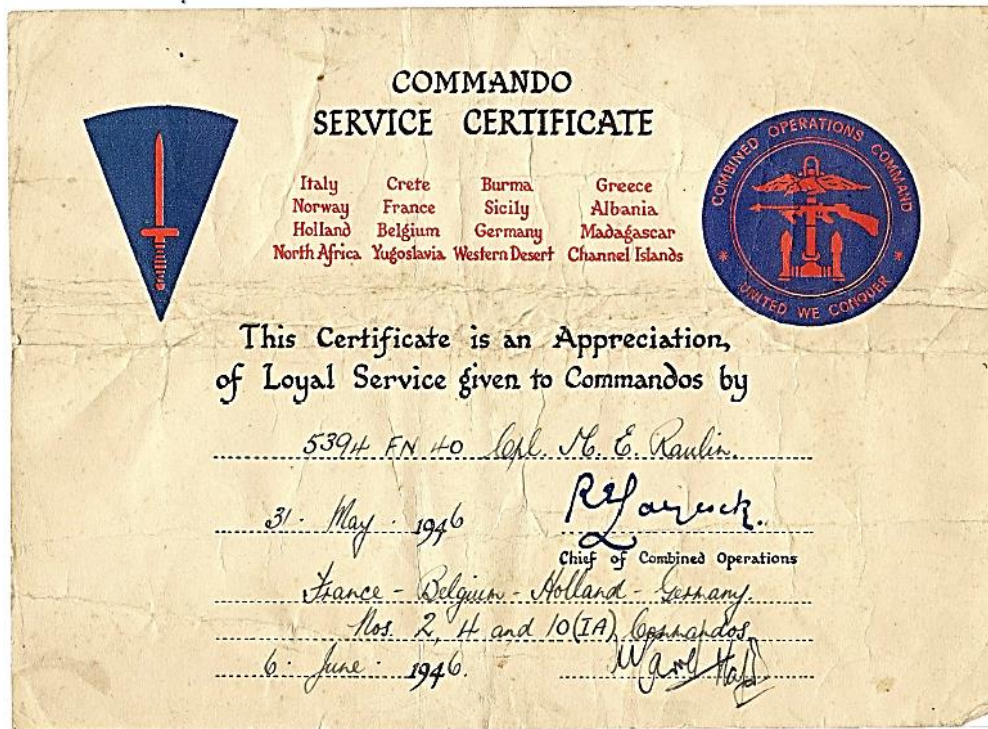 COMMANDO
SERVICE CERTIFICATE
Italy Crete Burma Greece
Norway France Sicily Albania
Holland Belgium Germany Madagascar
North Africa Yugoslavia Western Desert Channel Islands
COMBINED OPERATIONS COMMAND
* UNITED WE CONQUER *
This Certificate is an Appreciation,
of Loyal Service given to Commandos by
5394 FN 40 Cpl. M. E. Raulin.
31. May. 1946 R E Laycock.
Chief of Combined Operations
France - Belgium - Holland - Germany.
Nos. 2, 4 and 10 (IA) Commandos.
6. June. 1946.